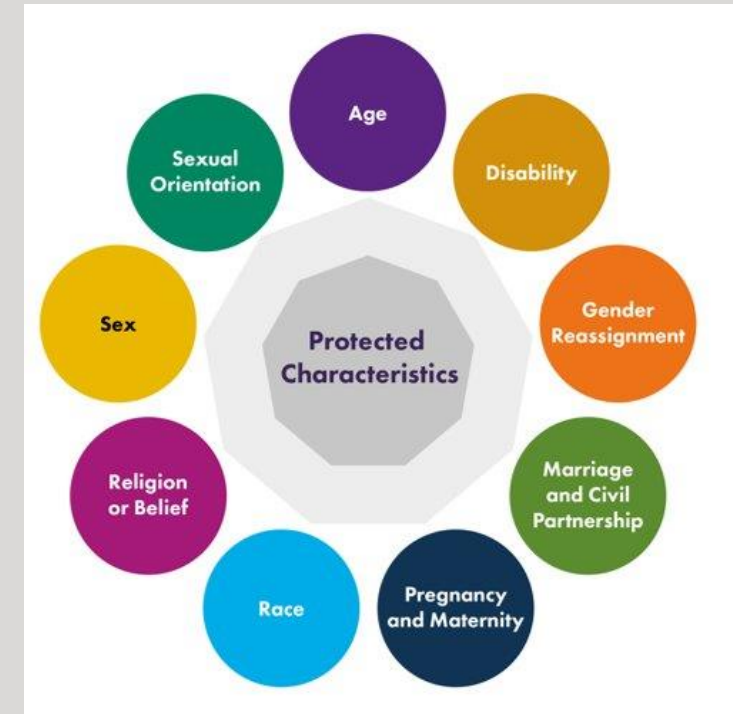 Age
Disability
Gender
Reassignment
Marriage
and Civil
Partnership
Pregnancy
and Maternity
Race
Religion
or Belief
Sex
Sexual
Orientation
Protected
Characteristics